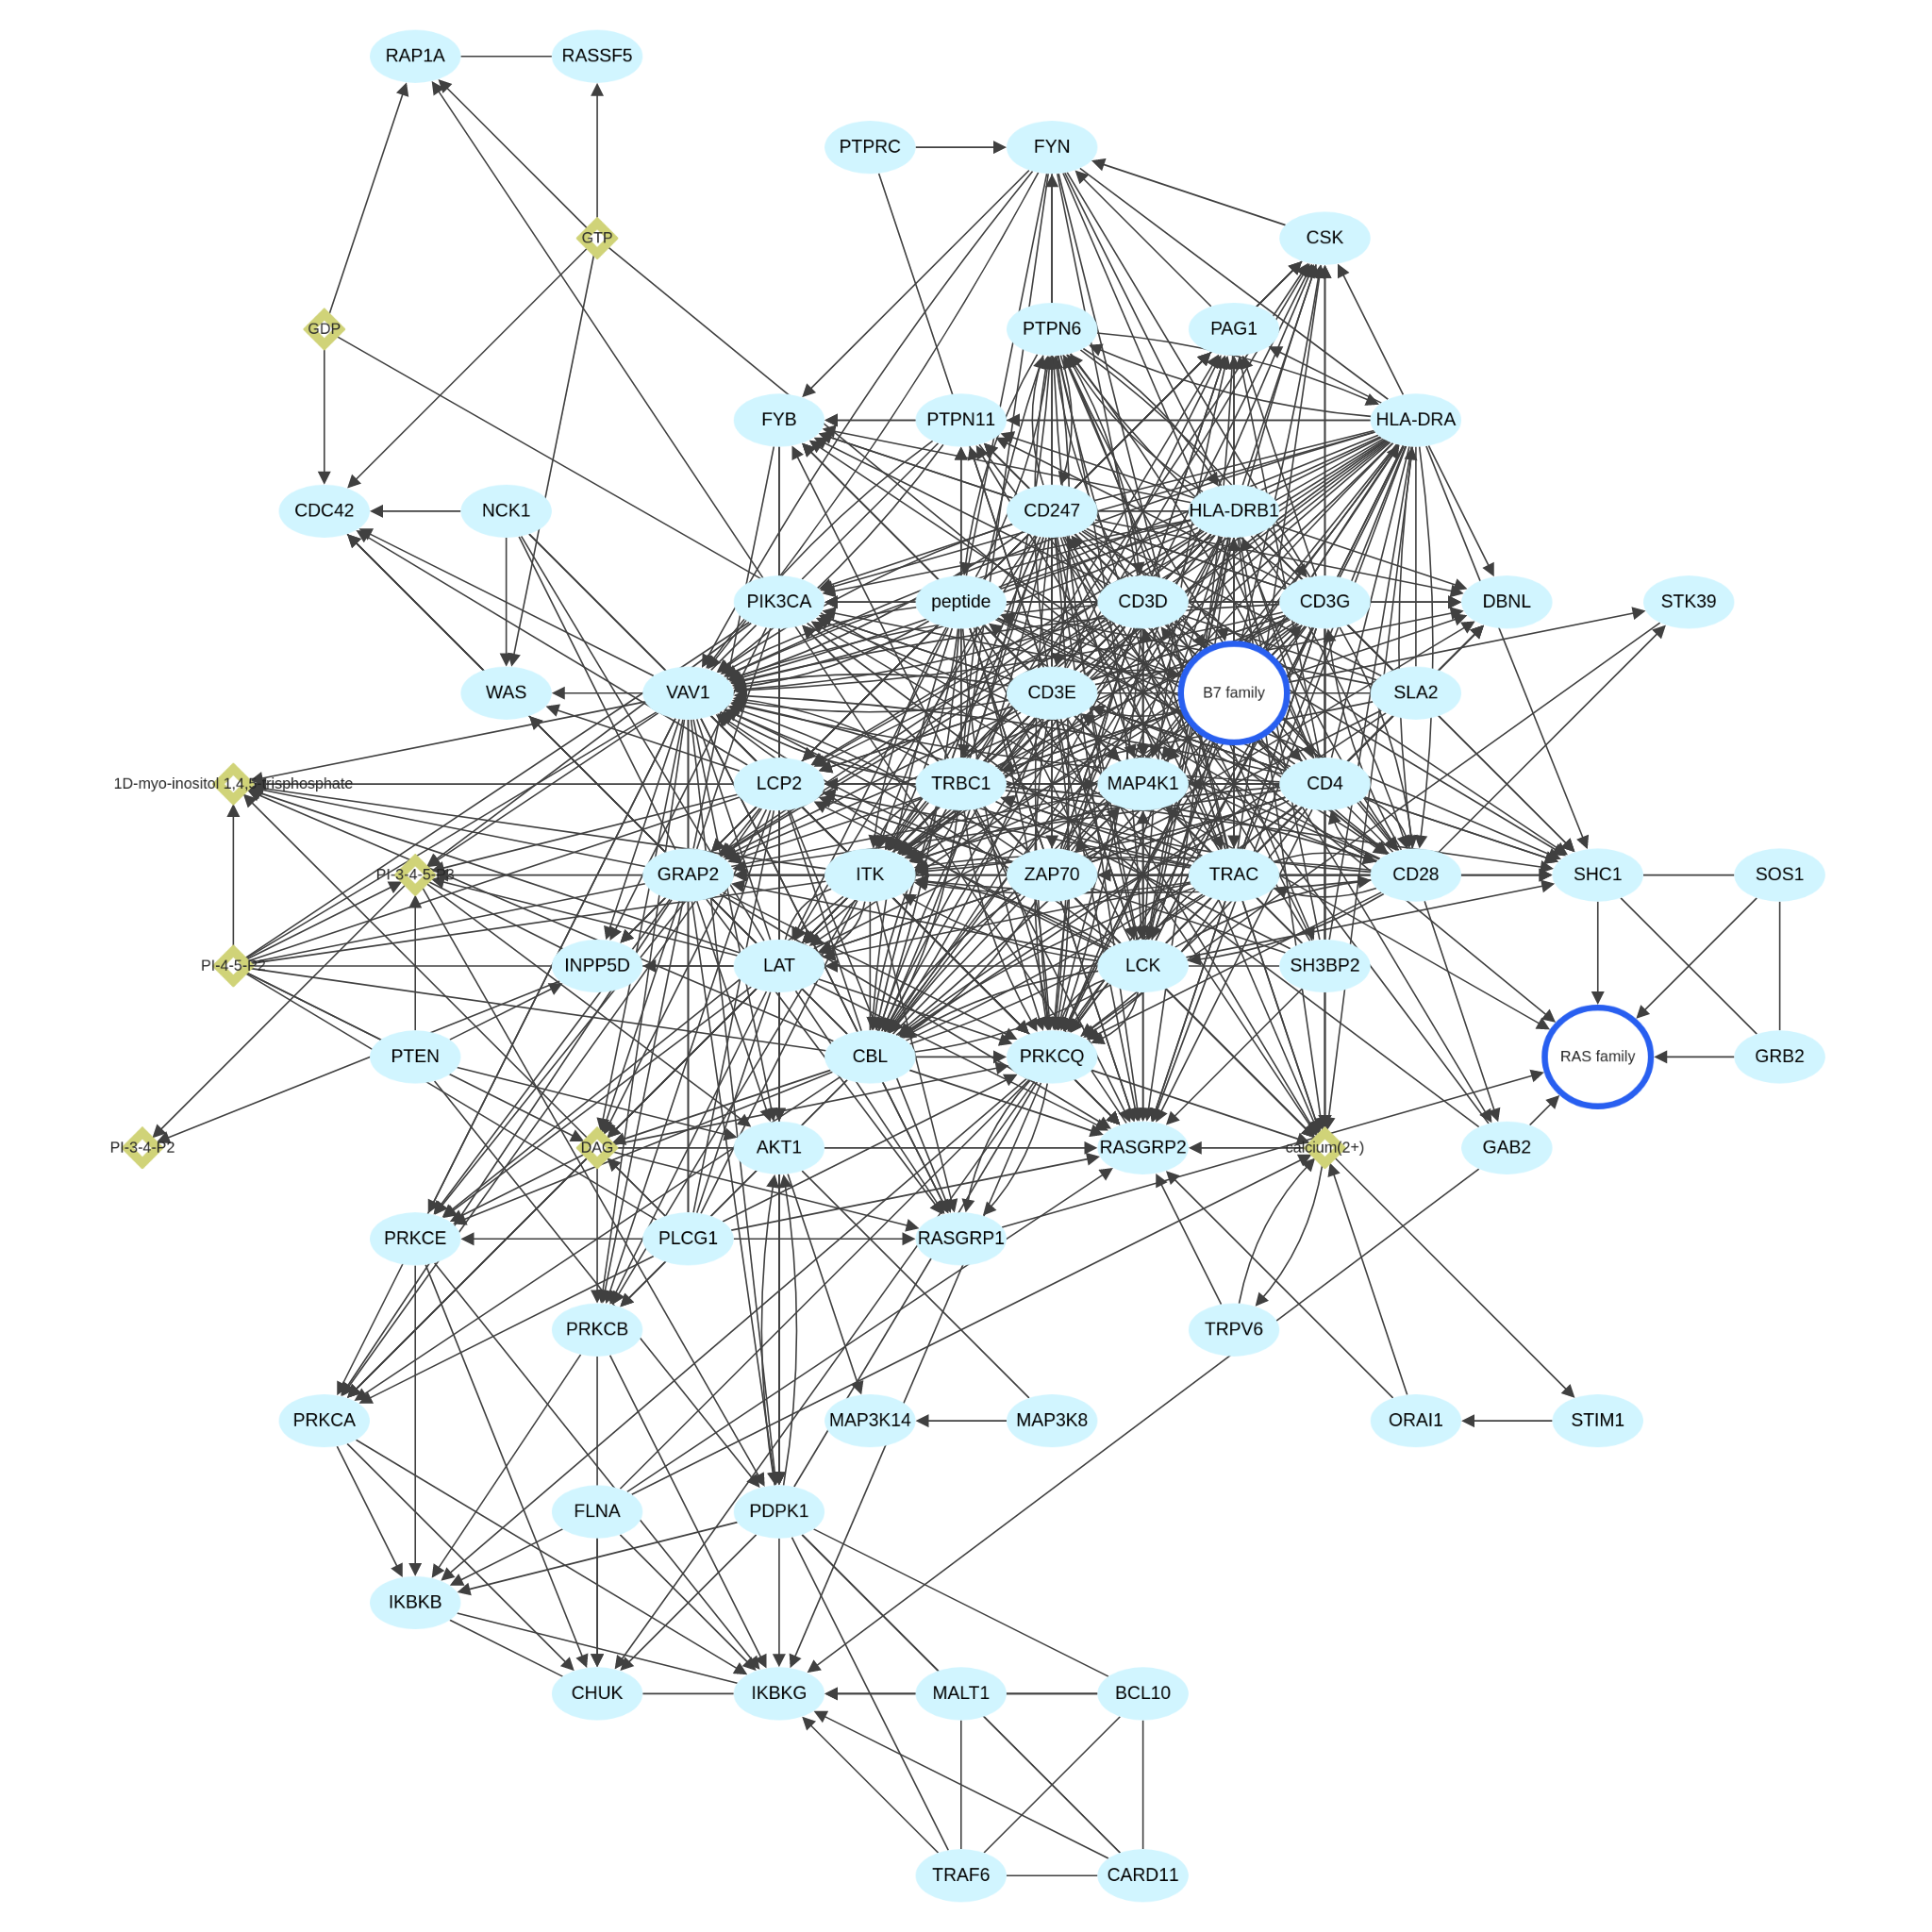 RAP1A
RASSF5
PTPRC
FYN
GTP
CSK
GDP
PTPN6
PAG1
FYB
PTPN11
HLA-DRA
CDC42
NCK1
CD247
HLA-DRB1
PIK3CA
peptide
CD3D
CD3G
DBNL
STK39
WAS
VAV1
CD3E
B7 family
SLA2
1D-myo-inositol 1,4,5-trisphosphate
LCP2
TRBC1
MAP4K1
CD4
PI-3-4-5-P3
GRAP2
ITK
ZAP70
TRAC
CD28
SHC1
SOS1
PI-4-5-P2
INPP5D
LAT
LCK
SH3BP2
PTEN
CBL
PRKCQ
RAS family
GRB2
PI-3-4-P2
DAG
AKT1
RASGRP2
calcium(2+)
GAB2
PRKCE
PLCG1
RASGRP1
PRKCB
TRPV6
PRKCA
MAP3K14
MAP3K8
ORAI1
STIM1
FLNA
PDPK1
IKBKB
CHUK
IKBKG
MALT1
BCL10
TRAF6
CARD11